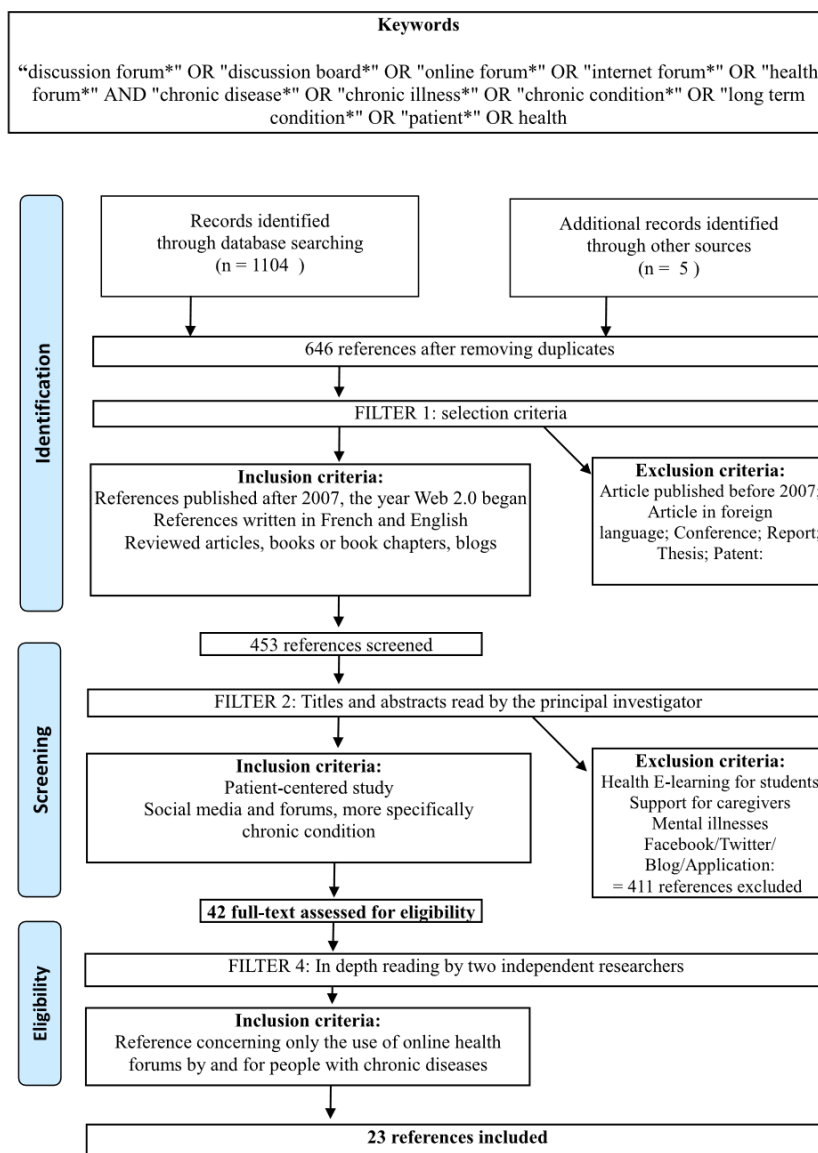 Keywords
“discussion forum*" OR "discussion board*" OR "online forum*" OR "internet forum*" OR "health
forum*" AND "chronic disease*" OR "chronic illness*" OR "chronic condition*" OR "long term
condition*" OR "patient*" OR health
Identification
Records identified
through database searching
(n = 1104 )
Additional records identified
through other sources
(n = 5 )
646 references after removing duplicates
FILTER 1: selection criteria
Inclusion criteria:
References published after 2007, the year Web 2.0 began
References written in French and English
Reviewed articles, books or book chapters, blogs
Exclusion criteria:
Article published before 2007;
Article in foreign
language; Conference; Report;
Thesis; Patent:
453 references screened
Screening
FILTER 2: Titles and abstracts read by the principal investigator
Inclusion criteria:
Patient-centered study
Social media and forums, more specifically
chronic condition
Exclusion criteria:
Health E-learning for students
Support for caregivers
Mental illnesses
Facebook/Twitter/
Blog/Application:
= 411 references excluded
42 full-text assessed for eligibility
Eligibility
FILTER 4: In depth reading by two independent researchers
Inclusion criteria:
Reference concerning only the use of online health
forums by and for people with chronic diseases
23 references included